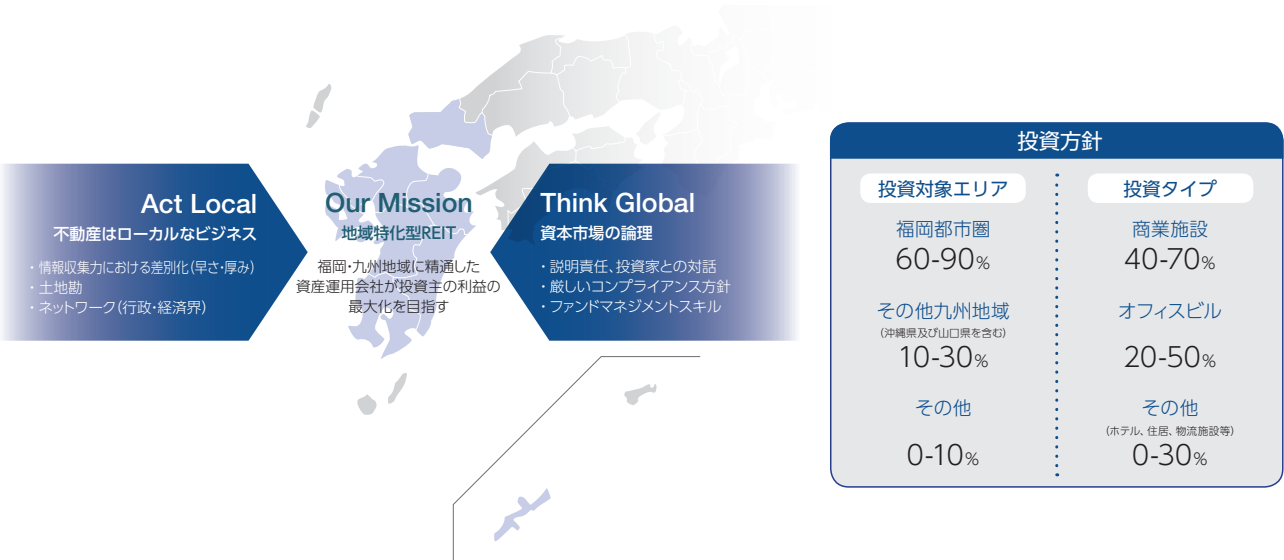 Act Local
不動産はローカルなビジネス
・情報収集力における差別化（早さ・厚み）
・土地勘
・ネットワーク（行政・経済界）
Our Mission
地域特化型REIT
福岡・九州地域に精通した
資産運用会社が投資主の利益の
最大化を目指す
Think Global
資本市場の論理
・説明責任、投資家との対話
・厳しいコンプライアンス方針
・ファンドマネジメントスキル
投資方針
投資対象エリア
福岡都市圏
60-90%
その他九州地域
（沖縄県及び山口県を含む）
10-30%
その他
0-10%
投資タイプ
商業施設
40-70%
オフィスビル
20-50%
その他
（ホテル、住居、物流施設等）
0-30%